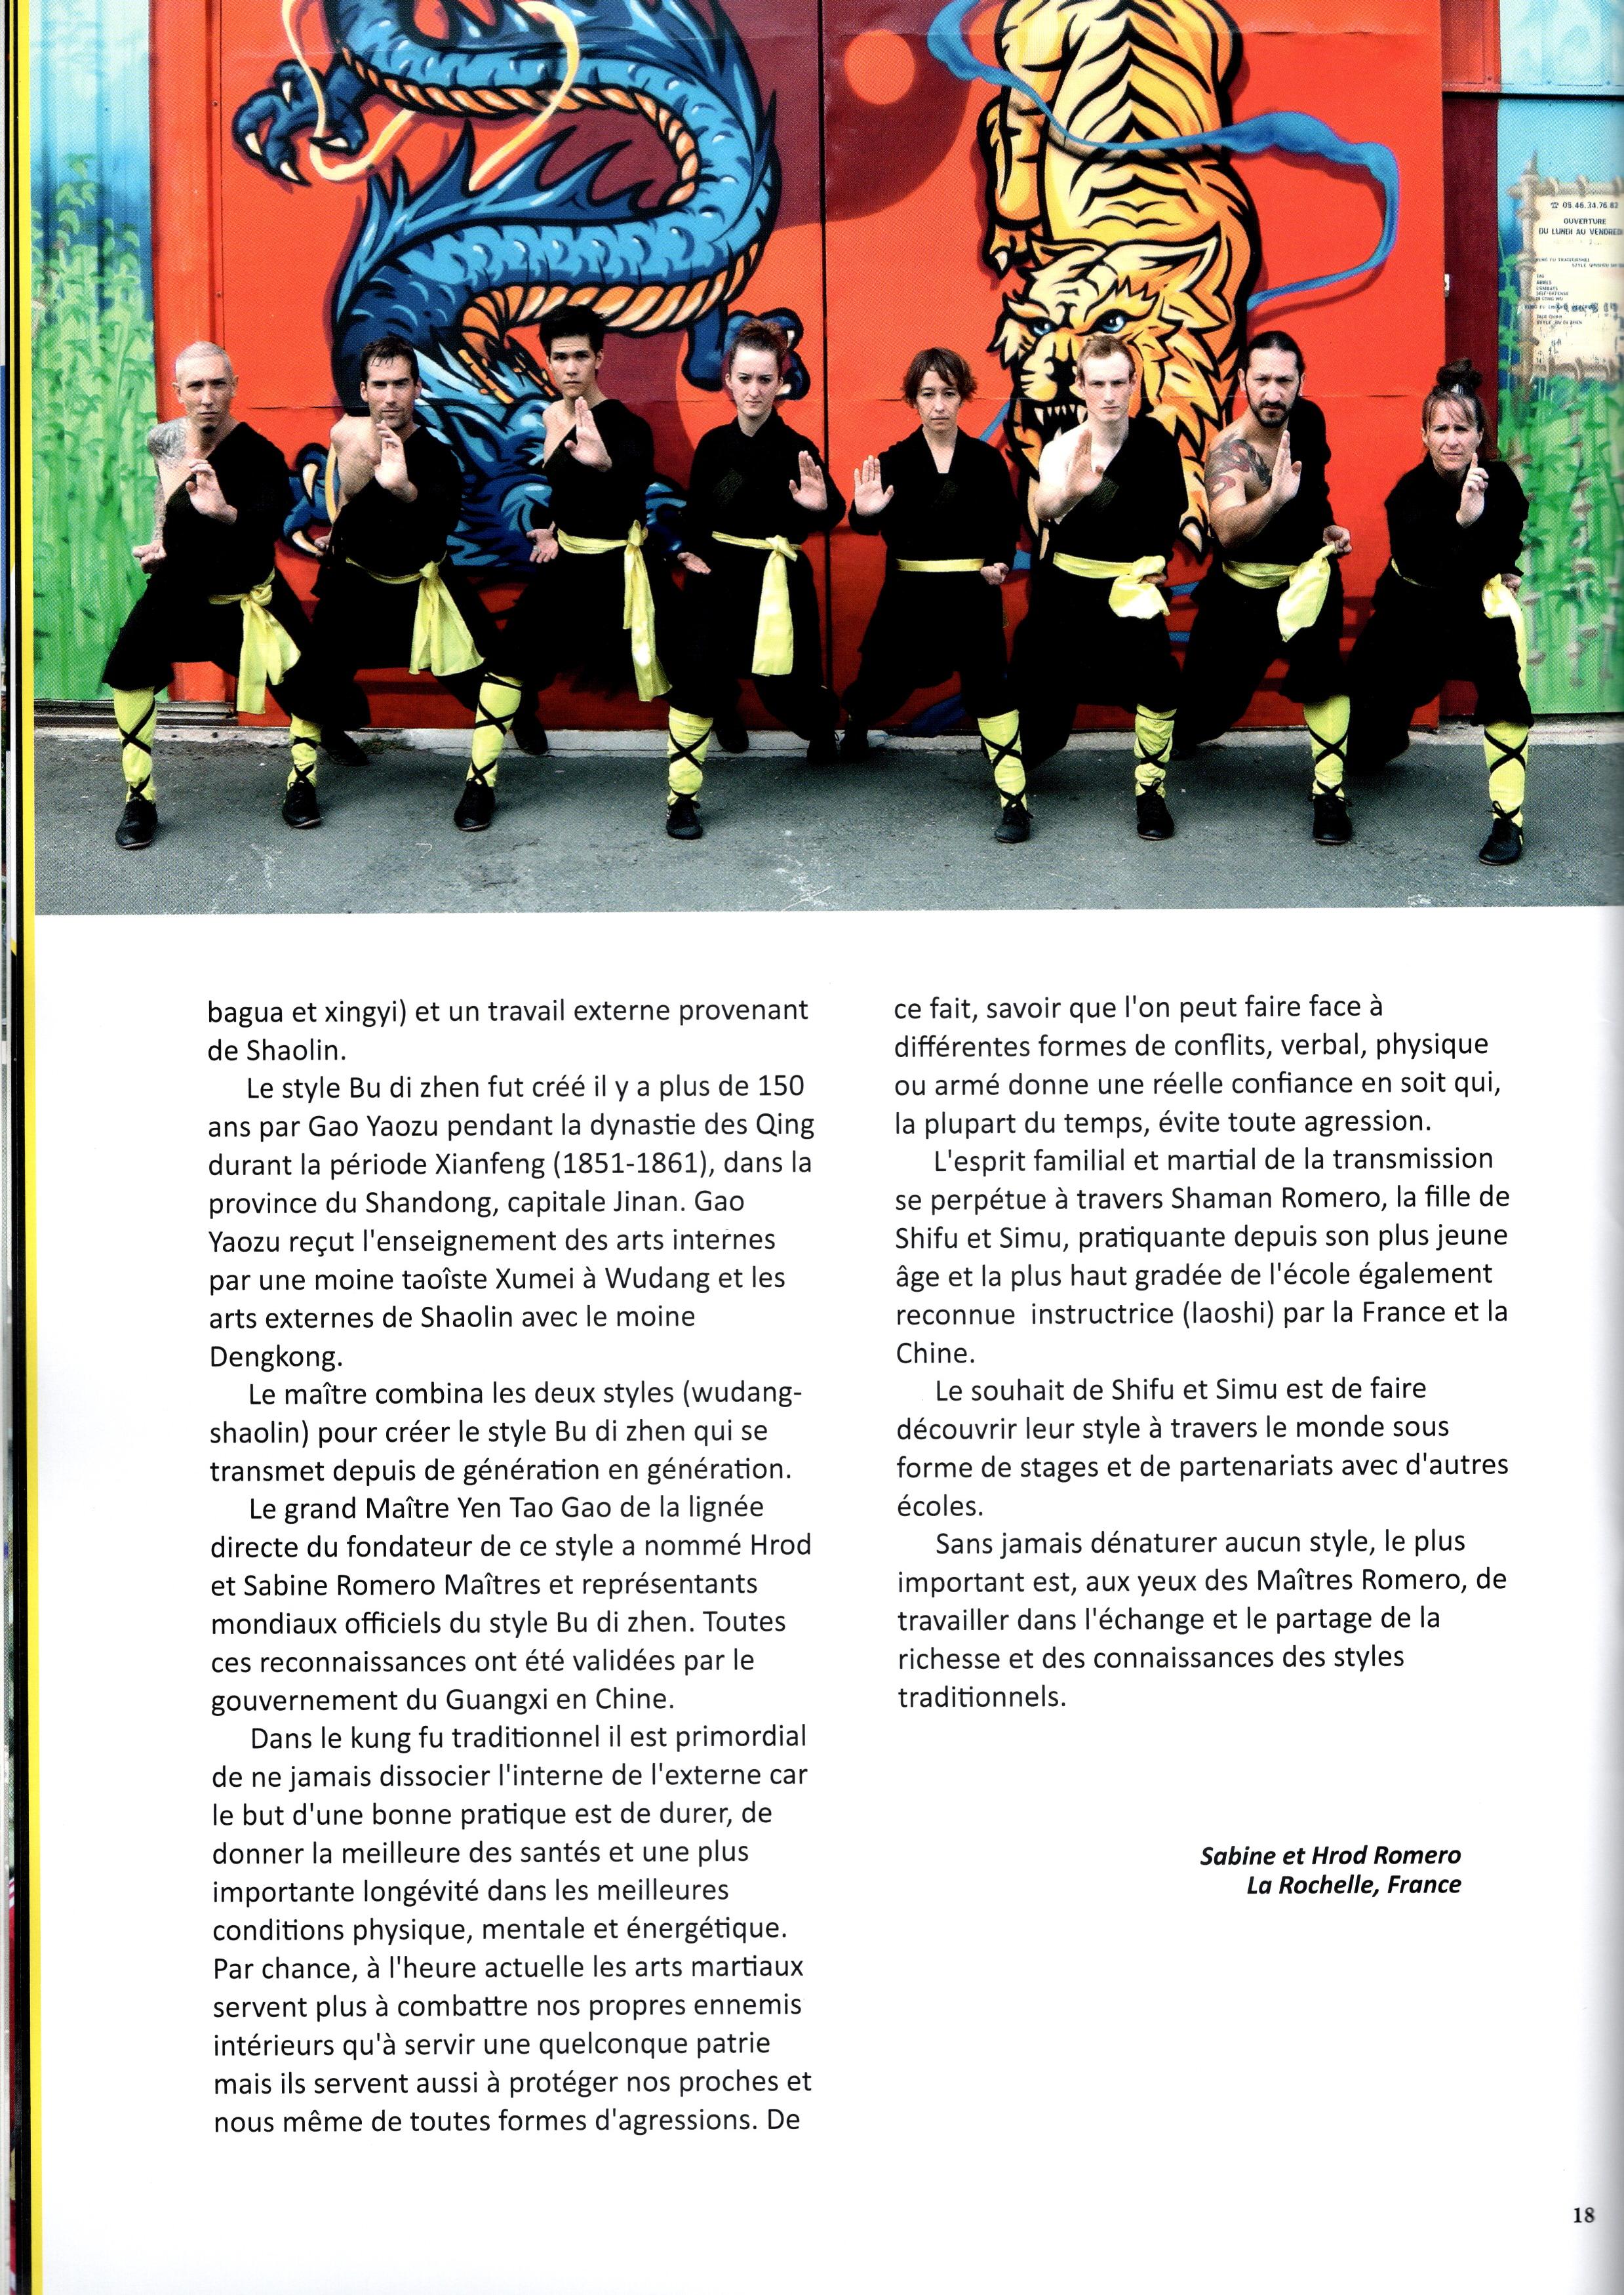 ☎ 05.46.34.76.82
OUVERTURE
DU LUNDI AU VENDREDI
KUNG FU TRADITIONNEL
ARMES
COMBATS
SELF-DEFENSE
bagua et xingyi) et un travail externe provenant
de Shaolin.
Le style Bu di zhen fut créé il y a plus de 150
ans par Gao Yaozu pendant la dynastie des Qing
durant la période Xianfeng (1851-1861), dans la
province du Shandong, capitale Jinan. Gao
Yaozu reçut l'enseignement des arts internes
par une moine taoîste Xumei à Wudang et les
arts externes de Shaolin avec le moine
Dengkong.
Le maître combina les deux styles (wudang-
shaolin) pour créer le style Bu di zhen qui se
transmet depuis de génération en génération.
Le grand Maître Yen Tao Gao de la lignée
directe du fondateur de ce style a nommé Hrod
et Sabine Romero Maîtres et représentants
mondiaux officiels du style Bu di zhen. Toutes
ces reconnaissances ont été validées par le
gouvernement du Guangxi en Chine.
Dans le kung fu traditionnel il est primordial
de ne jamais dissocier l'interne de l'externe car
le but d'une bonne pratique est de durer, de
donner la meilleure des santés et une plus
importante longévité dans les meilleures
conditions physique, mentale et énergétique.
Par chance, à l'heure actuelle les arts martiaux
servent plus à combattre nos propres ennemis
intérieurs qu'à servir une quelconque patrie
mais ils servent aussi à protéger nos proches et
nous même de toutes formes d'agressions. De
ce fait, savoir que l'on peut faire face à
différentes formes de conflits, verbal, physique
ou armé donne une réelle confiance en soit qui,
la plupart du temps, évite toute agression.
L'esprit familial et martial de la transmission
se perpétue à travers Shaman Romero, la fille de
Shifu et Simu, pratiquante depuis son plus jeune
âge et la plus haut gradée de l'école également
reconnue instructrice (laoshi) par la France et la
Chine.
Le souhait de Shifu et Simu est de faire
découvrir leur style à travers le monde sous
forme de stages et de partenariats avec d'autres
écoles.
Sans jamais dénaturer aucun style, le plus
important est, aux yeux des Maîtres Romero, de
travailler dans l'échange et le partage de la
richesse et des connaissances des styles
traditionnels.
Sabine et Hrod Romero
La Rochelle, France
18